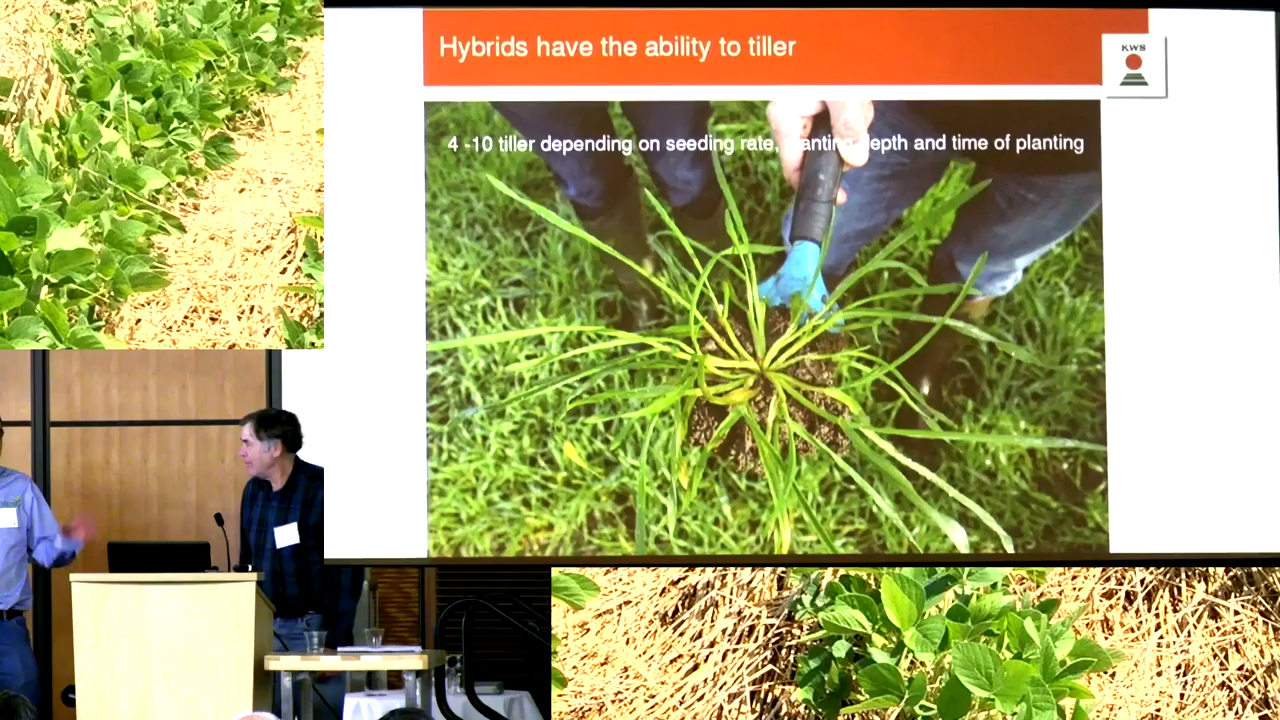 Hybrids have the ability to tiller
KWS
4 -10 tiller depending on seeding rate, planting depth and time of planting